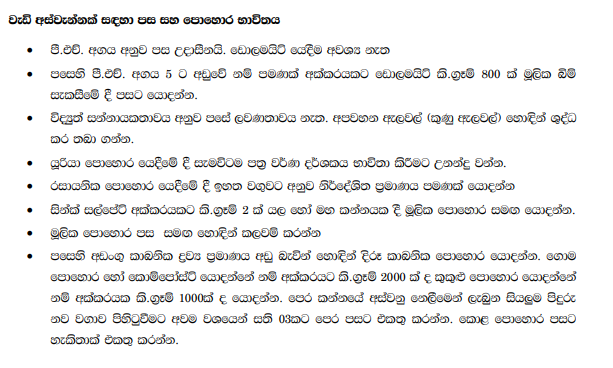 වැඩි අස්වැන්නක් සඳහා පස සහ පොහොර භාවිතය
• පී.එච්. අගය අනුව පස උදාසීනයි. ඩොලමයිට් යෙදීම අවශ්‍ය නැත
• පසෙහි පී.එච්. අගය 5 ට අඩුවේ නම් පමණක් අක්කරයකට ඩොලමයිට් කි.ග්‍රෑම් 800 ක් මූලික බිම්
සැකසීමේ දී පසට යොදන්න.
• විද්‍යුත් සන්නායකතාවය අනුව පසේ ලවණතාවය නැත. අපවහන ඇලවල් (කුණු ඇලවල්) හොඳින් ශුද්ධ
කර තබා ගන්න.
• යූරියා පොහොර යෙදීමේ දී සැමවිටම පත්‍ර වර්ණ දර්ශකය භාවිතා කිරීමට උනන්දු වන්න.
• රසායනික පොහොර යෙදීමේ දී ඉහත වගුවට අනුව නිර්දේශිත ප්‍රමාණය පමණක් යොදන්න
• සින්ක් සල්පේට් අක්කරයකට කි.ග්‍රෑම් 2 ක් යල හෝ මහ කන්නයක දී මූලික පොහොර සමඟ යොදන්න.
• මූලික පොහොර පස සමඟ හොඳින් කලවම් කරන්න
• පසෙහි අඩංගු කාබනික ද්‍රව්‍ය ප්‍රමාණය අඩු බැවින් හොඳින් දිරූ කාබනික පොහොර යොදන්න. ගොම
පොහොර හෝ කොම්පෝස්ට් යොදන්නේ නම් අක්කරයට කි.ග්‍රෑම් 2000 ක් ද කුකුළු පොහොර යොදන්නේ
නම් අක්කරයක කි.ග්‍රෑම් 1000ක් ද යොදන්න. පෙර කන්නයේ අස්වනු නෙලීමෙන් ලැබුන සියලුම පිදුරු
නව වගාව පිහිටුවීමට අවම වශයෙන් සති 03කට පෙර පසට එකතු කරන්න. කොළ පොහොර පසට
හැකිතාක් එකතු කරන්න.